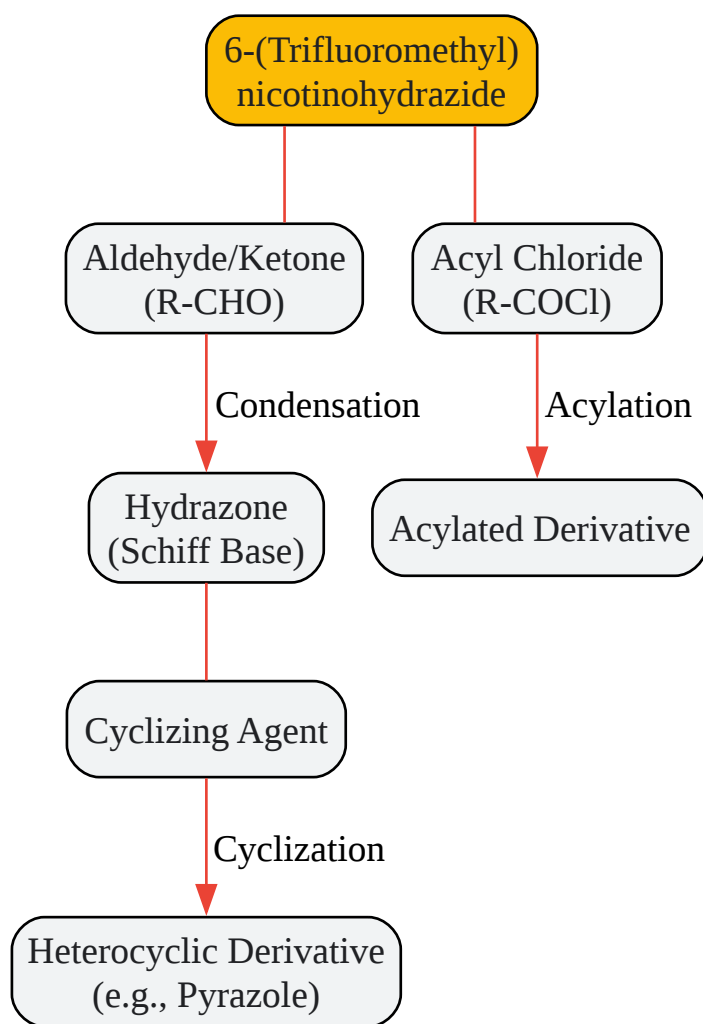 6-(Trifluoromethyl)
nicotinohydrazide
Aldehyde/Ketone
(R-CHO)
Acyl Chloride
(R-COCl)
Condensation
Acylation
Hydrazone
(Schiff Base)
Acylated Derivative
Cyclizing Agent
Cyclization
Heterocyclic Derivative
(e.g., Pyrazole)